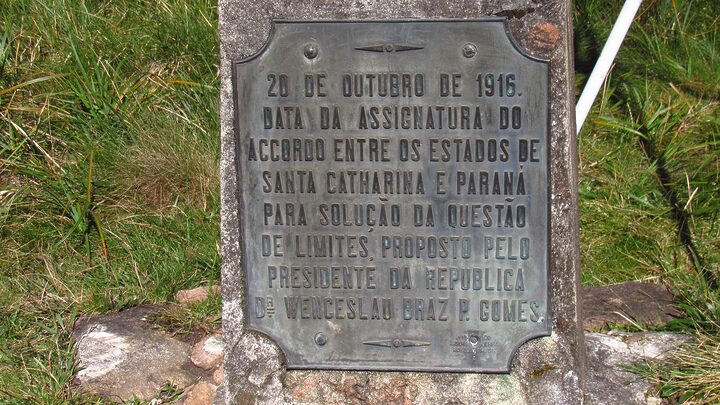 20 DE OUTUBRO DE 1916.
DATA DA ASSIGNATURA DO
ACCORDO ENTRE OS ESTADOS DE
SANTA CATHARINA E PARANÁ
PARA SOLUÇÃO DA QUESTÃO
DE LIMITES, PROPOSTO PELO
PRESIDENTE DA REPUBLICA
DR. WENCESLAU BRAZ P. GOMES.